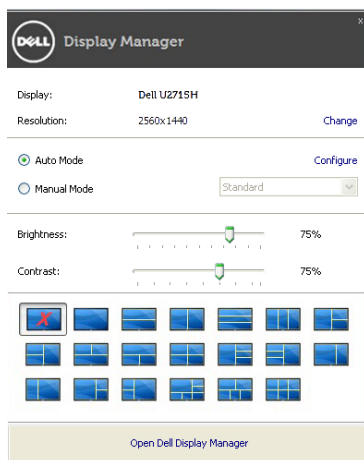 x
DELL Display Manager
Display: Dell U2715H
Resolution: 2560x1440 Change
Auto Mode Configure
Manual Mode Standard
Brightness: 75%
Contrast: 75%
Open Dell Display Manager